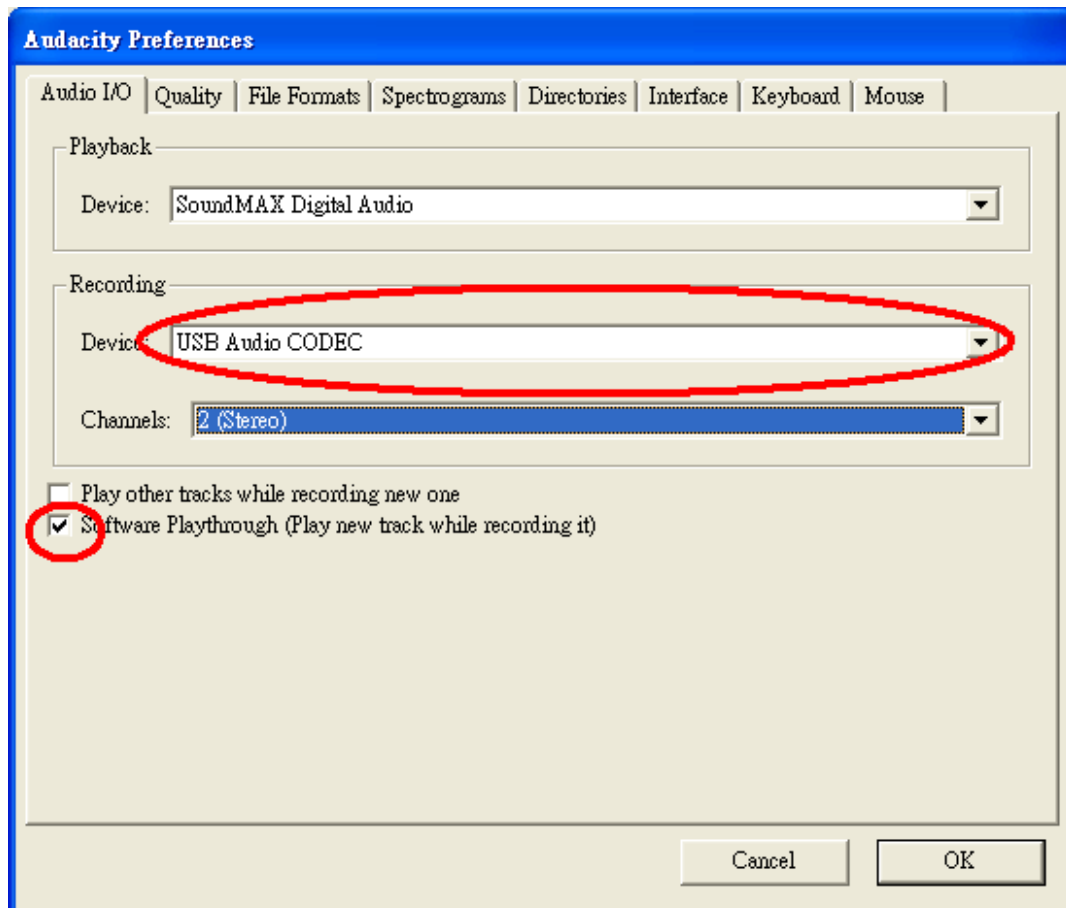 Audacity Preferences
Audio I/O Quality File Formats Spectrograms Directories Interface Keyboard Mouse
Playback
Device: SoundMAX Digital Audio
Recording
Device: USB Audio CODEC
Channels: 2 (Stereo)
Play other tracks while recording new one
Software Playthrough (Play new track while recording it)
Cancel OK